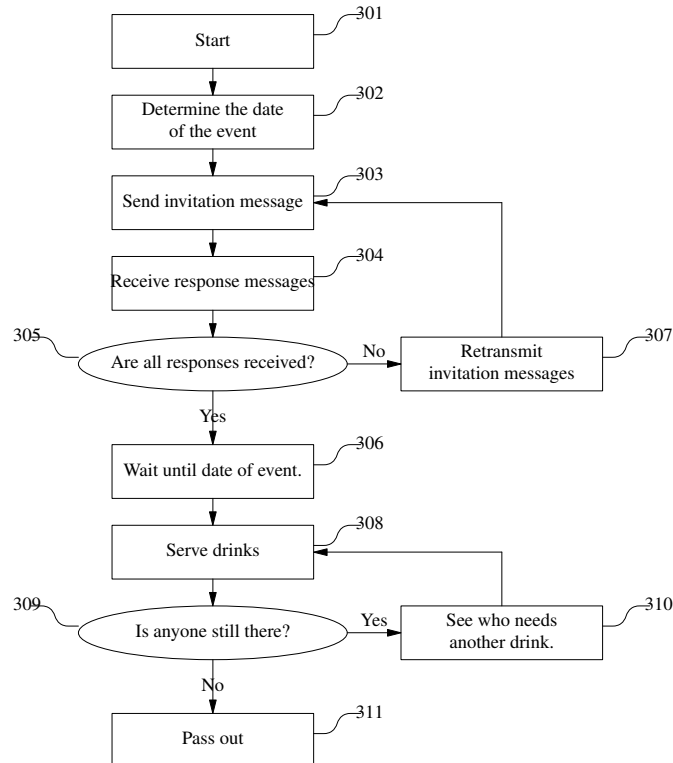 301
Start
302
Determine the date
of the event
303
Send invitation message
304
Receive response messages
305
Are all responses received?
No
Retransmit
invitation messages
307
Yes
306
Wait until date of event.
308
Serve drinks
309
Is anyone still there?
Yes
See who needs
another drink.
310
No
311
Pass out